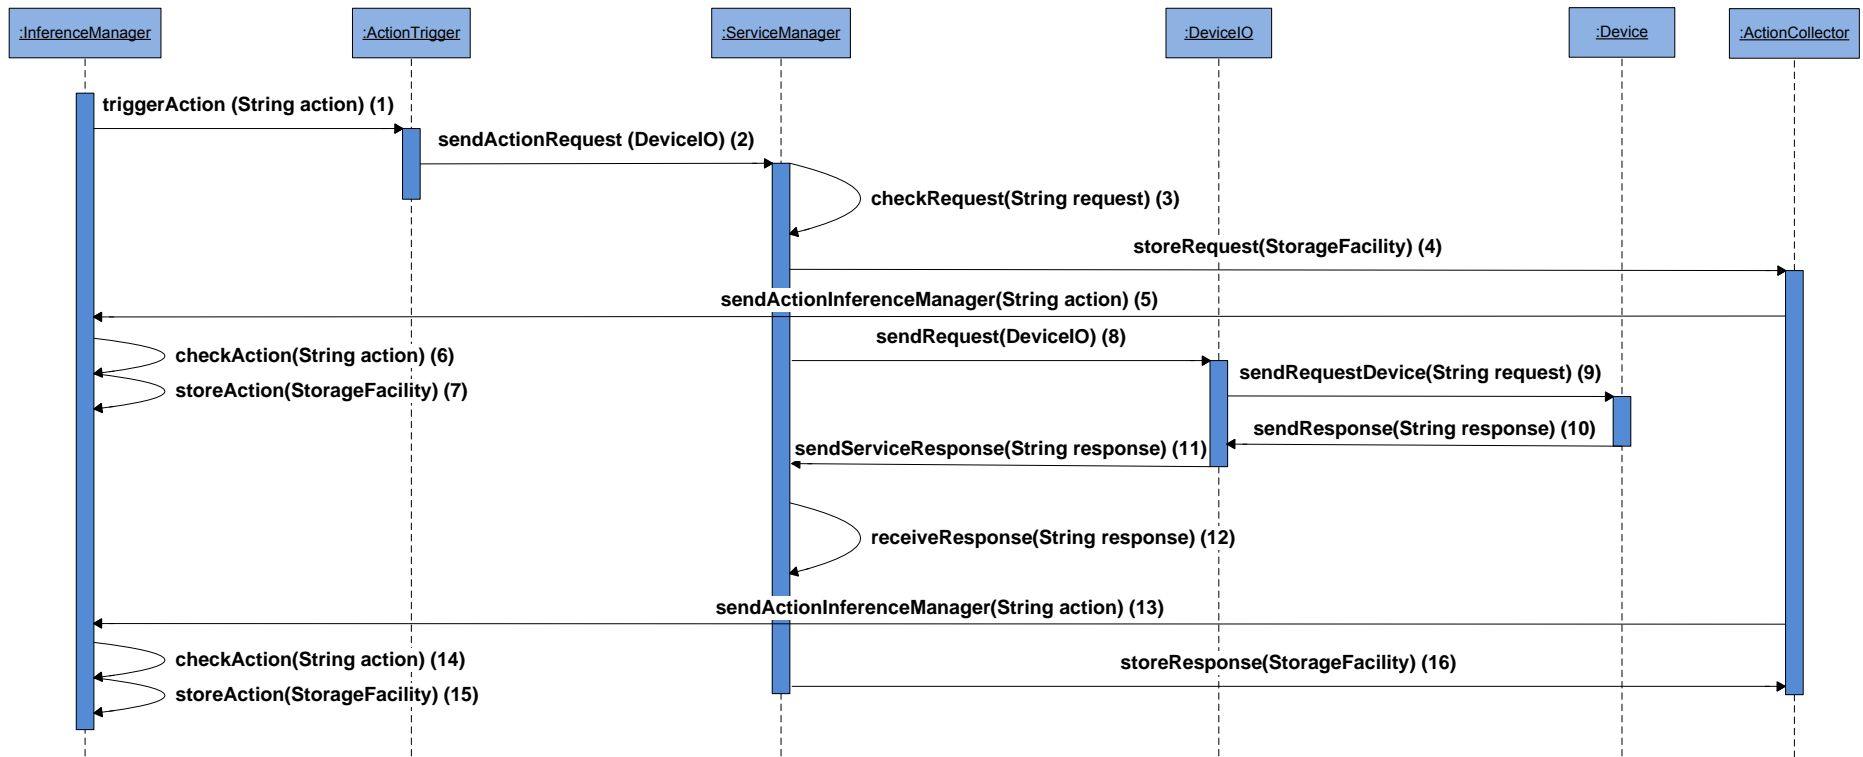 :InferenceManager
:ActionTrigger
:ServiceManager
:DeviceIO
:Device
:ActionCollector
triggerAction (String action) (1)
sendActionRequest (DeviceIO) (2)
checkRequest(String request) (3)
storeRequest(StorageFacility) (4)
sendActionInferenceManager(String action) (5)
sendRequest(DeviceIO) (8)
checkAction(String action) (6)
sendRequestDevice(String request) (9)
storeAction(StorageFacility) (7)
sendResponse(String response) (10)
sendServiceResponse(String response) (11)
receiveResponse(String response) (12)
sendActionInferenceManager(String action) (13)
checkAction(String action) (14)
storeResponse(StorageFacility) (16)
storeAction(StorageFacility) (15)